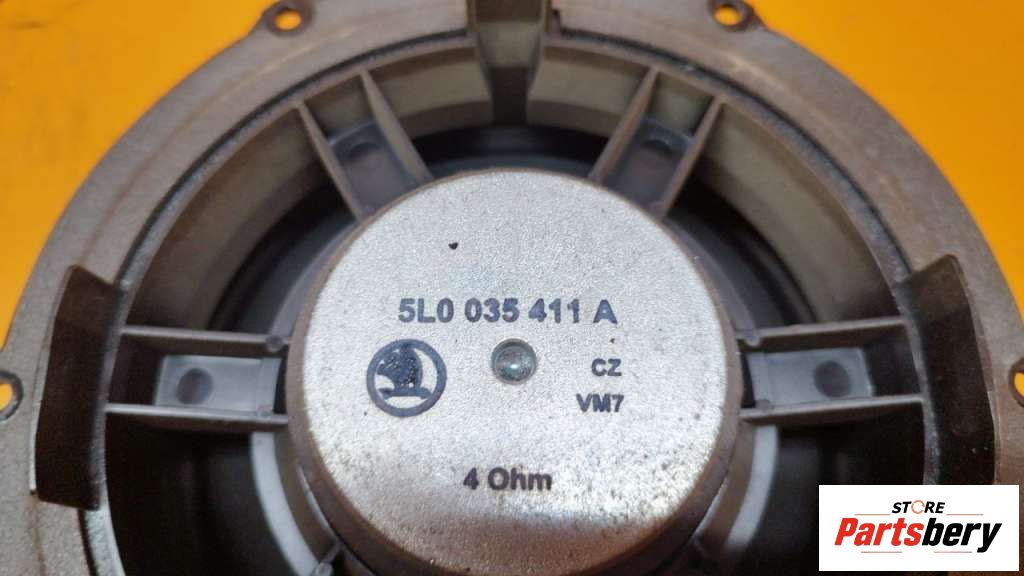 5L0 035 411 A
CZ
VM7
4 Ohm
STORE
Partsbery